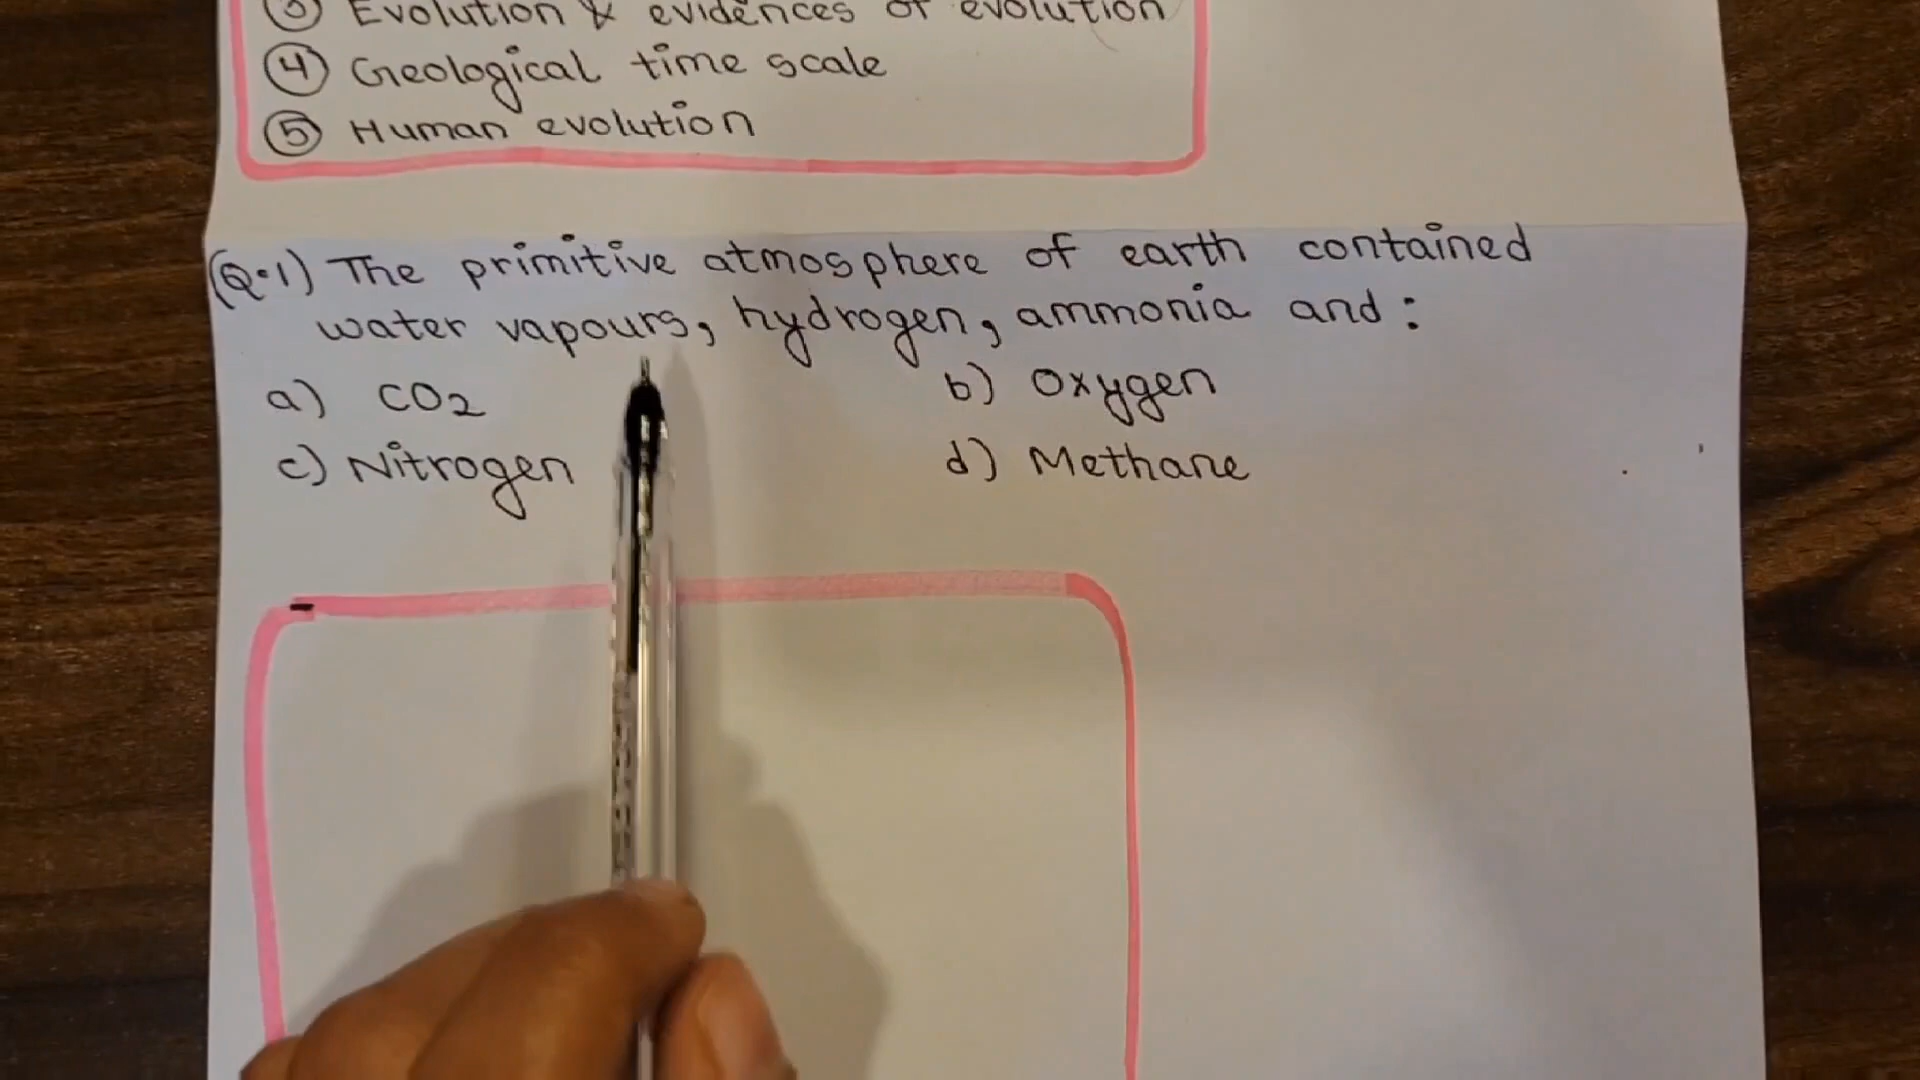 ③ Evolution & evidences of evolution
④ Geological time scale
⑤ Human evolution
(Q.1) The primitive atmosphere of earth contained
water vapours, hydrogen, ammonia and :
a) CO2 b) Oxygen
c) Nitrogen d) Methane